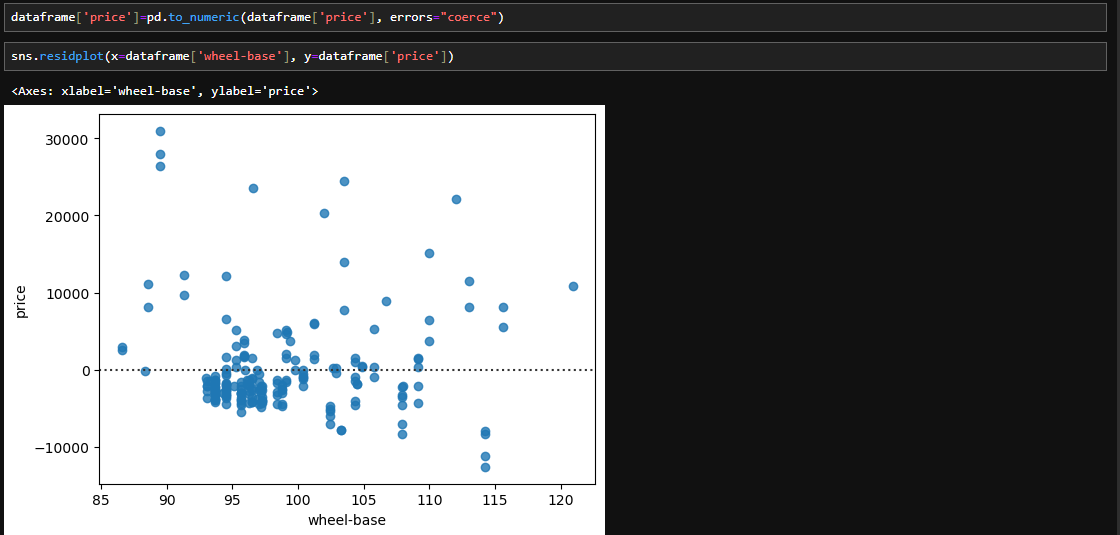 dataframe['price']=pd.to_numeric(dataframe['price'], errors="coerce")
sns.residplot(x=dataframe['wheel-base'], y=dataframe['price'])
<Axes: xlabel='wheel-base', ylabel='price'>
30000
20000
10000
0
−10000
price
85 90 95 100 105 110 115 120
wheel-base